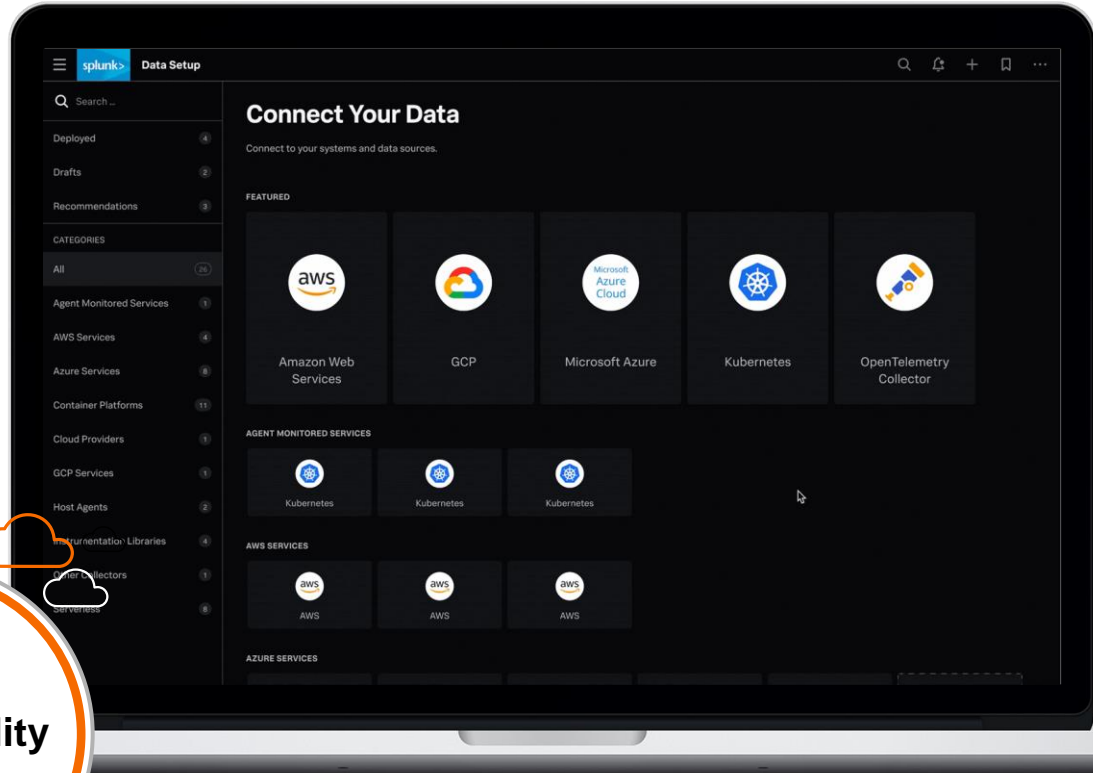 splunk> Data Setup
Search ...
Deployed 4
Drafts 2
Recommendations 3
CATEGORIES
All 26
Agent Monitored Services 1
AWS Services 4
Azure Services 8
Container Platforms 11
Cloud Providers 1
GCP Services 1
Host Agents 2
Instrumentation Libraries 4
Other Collectors 1
Serverless 8
Connect Your Data
Connect to your systems and data sources.
FEATURED
aws
Microsoft
Azure
Cloud
Amazon Web
Services
GCP
Microsoft Azure
Kubernetes
OpenTelemetry
Collector
AGENT MONITORED SERVICES
Kubernetes Kubernetes Kubernetes
AWS SERVICES
aws aws aws
AWS AWS AWS
AZURE SERVICES